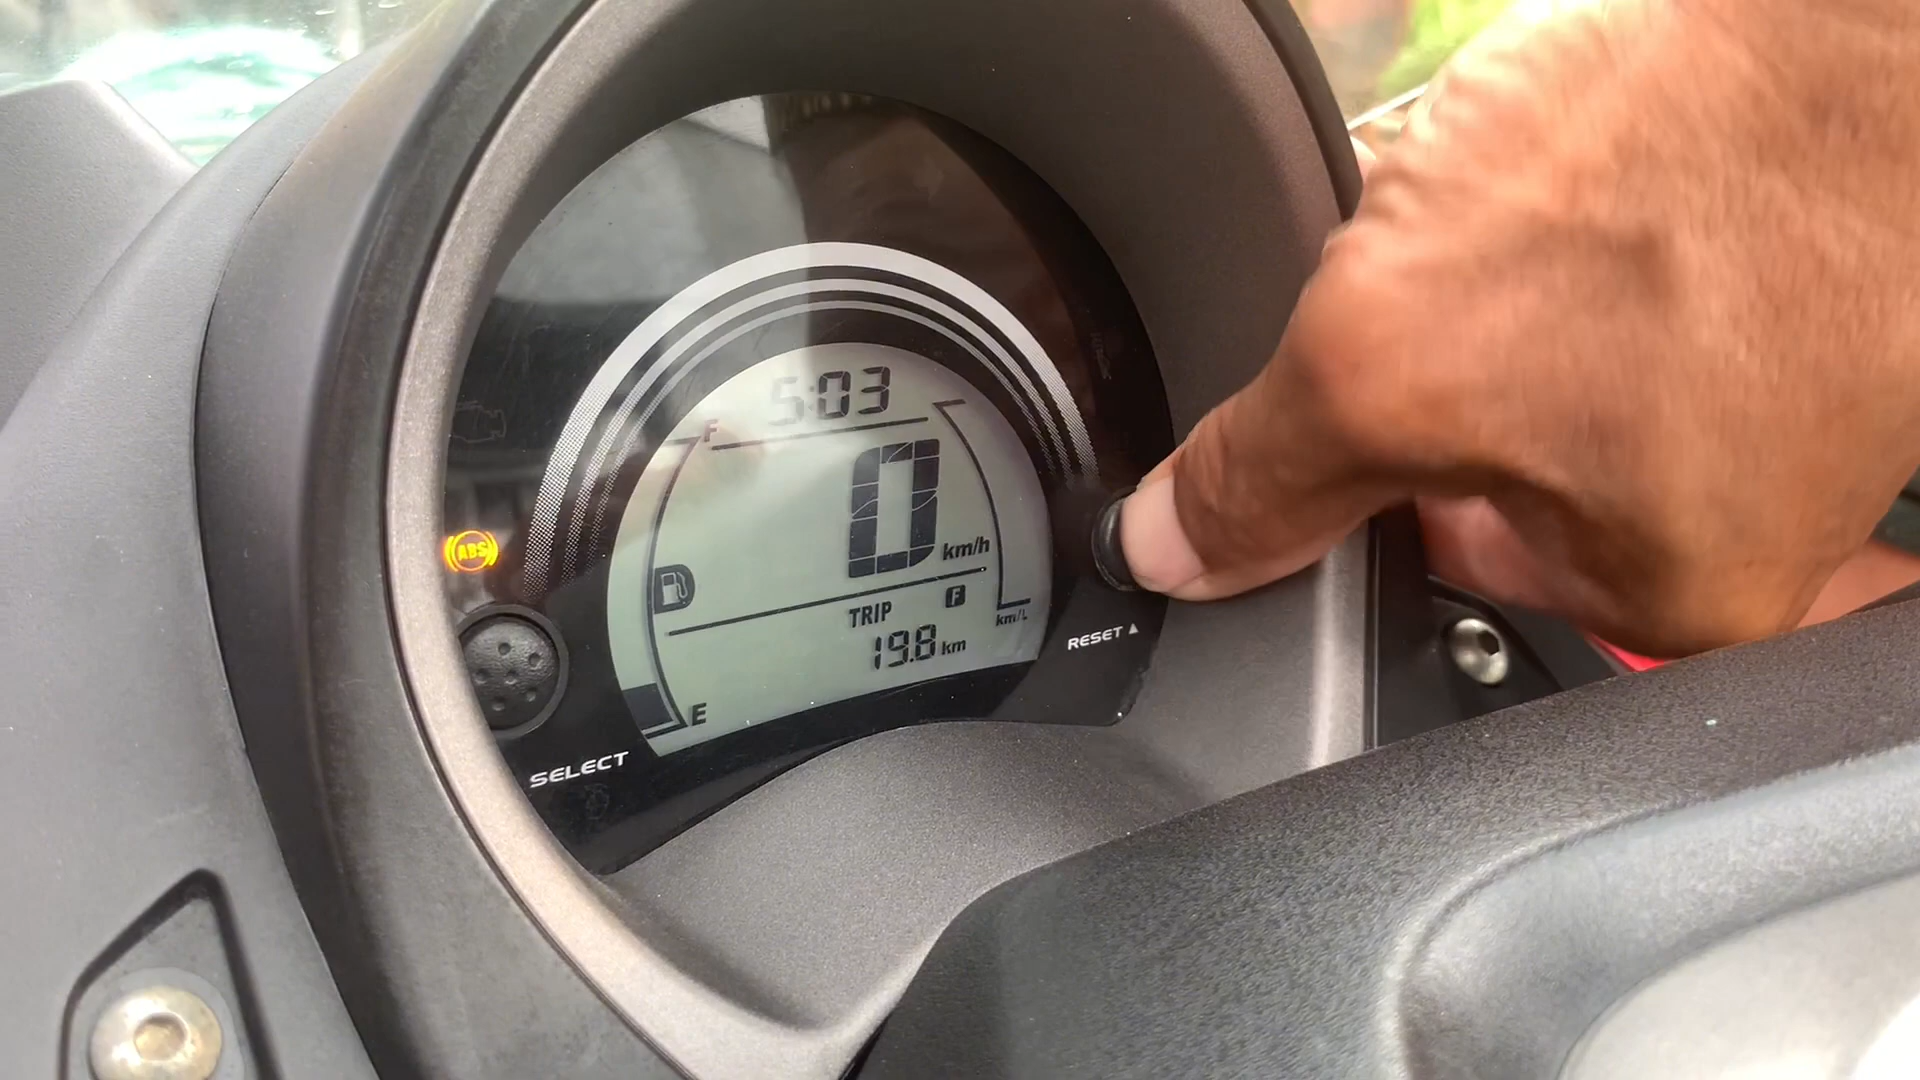 5:03
F
0 km/h
ABS
TRIP F
km/L
19.8 km
RESET ▲
E
SELECT